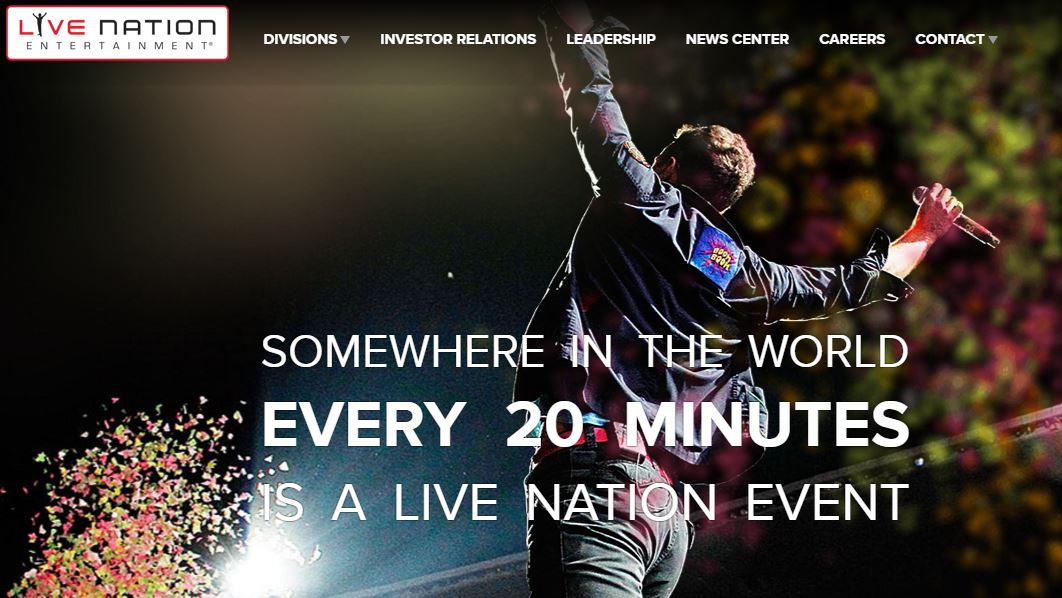 LIVE NATION
ENTERTAINMENT®
DIVISIONS INVESTOR RELATIONS LEADERSHIP NEWS CENTER CAREERS CONTACT
SOMEWHERE IN THE WORLD
EVERY 20 MINUTES
IS A LIVE NATION EVENT